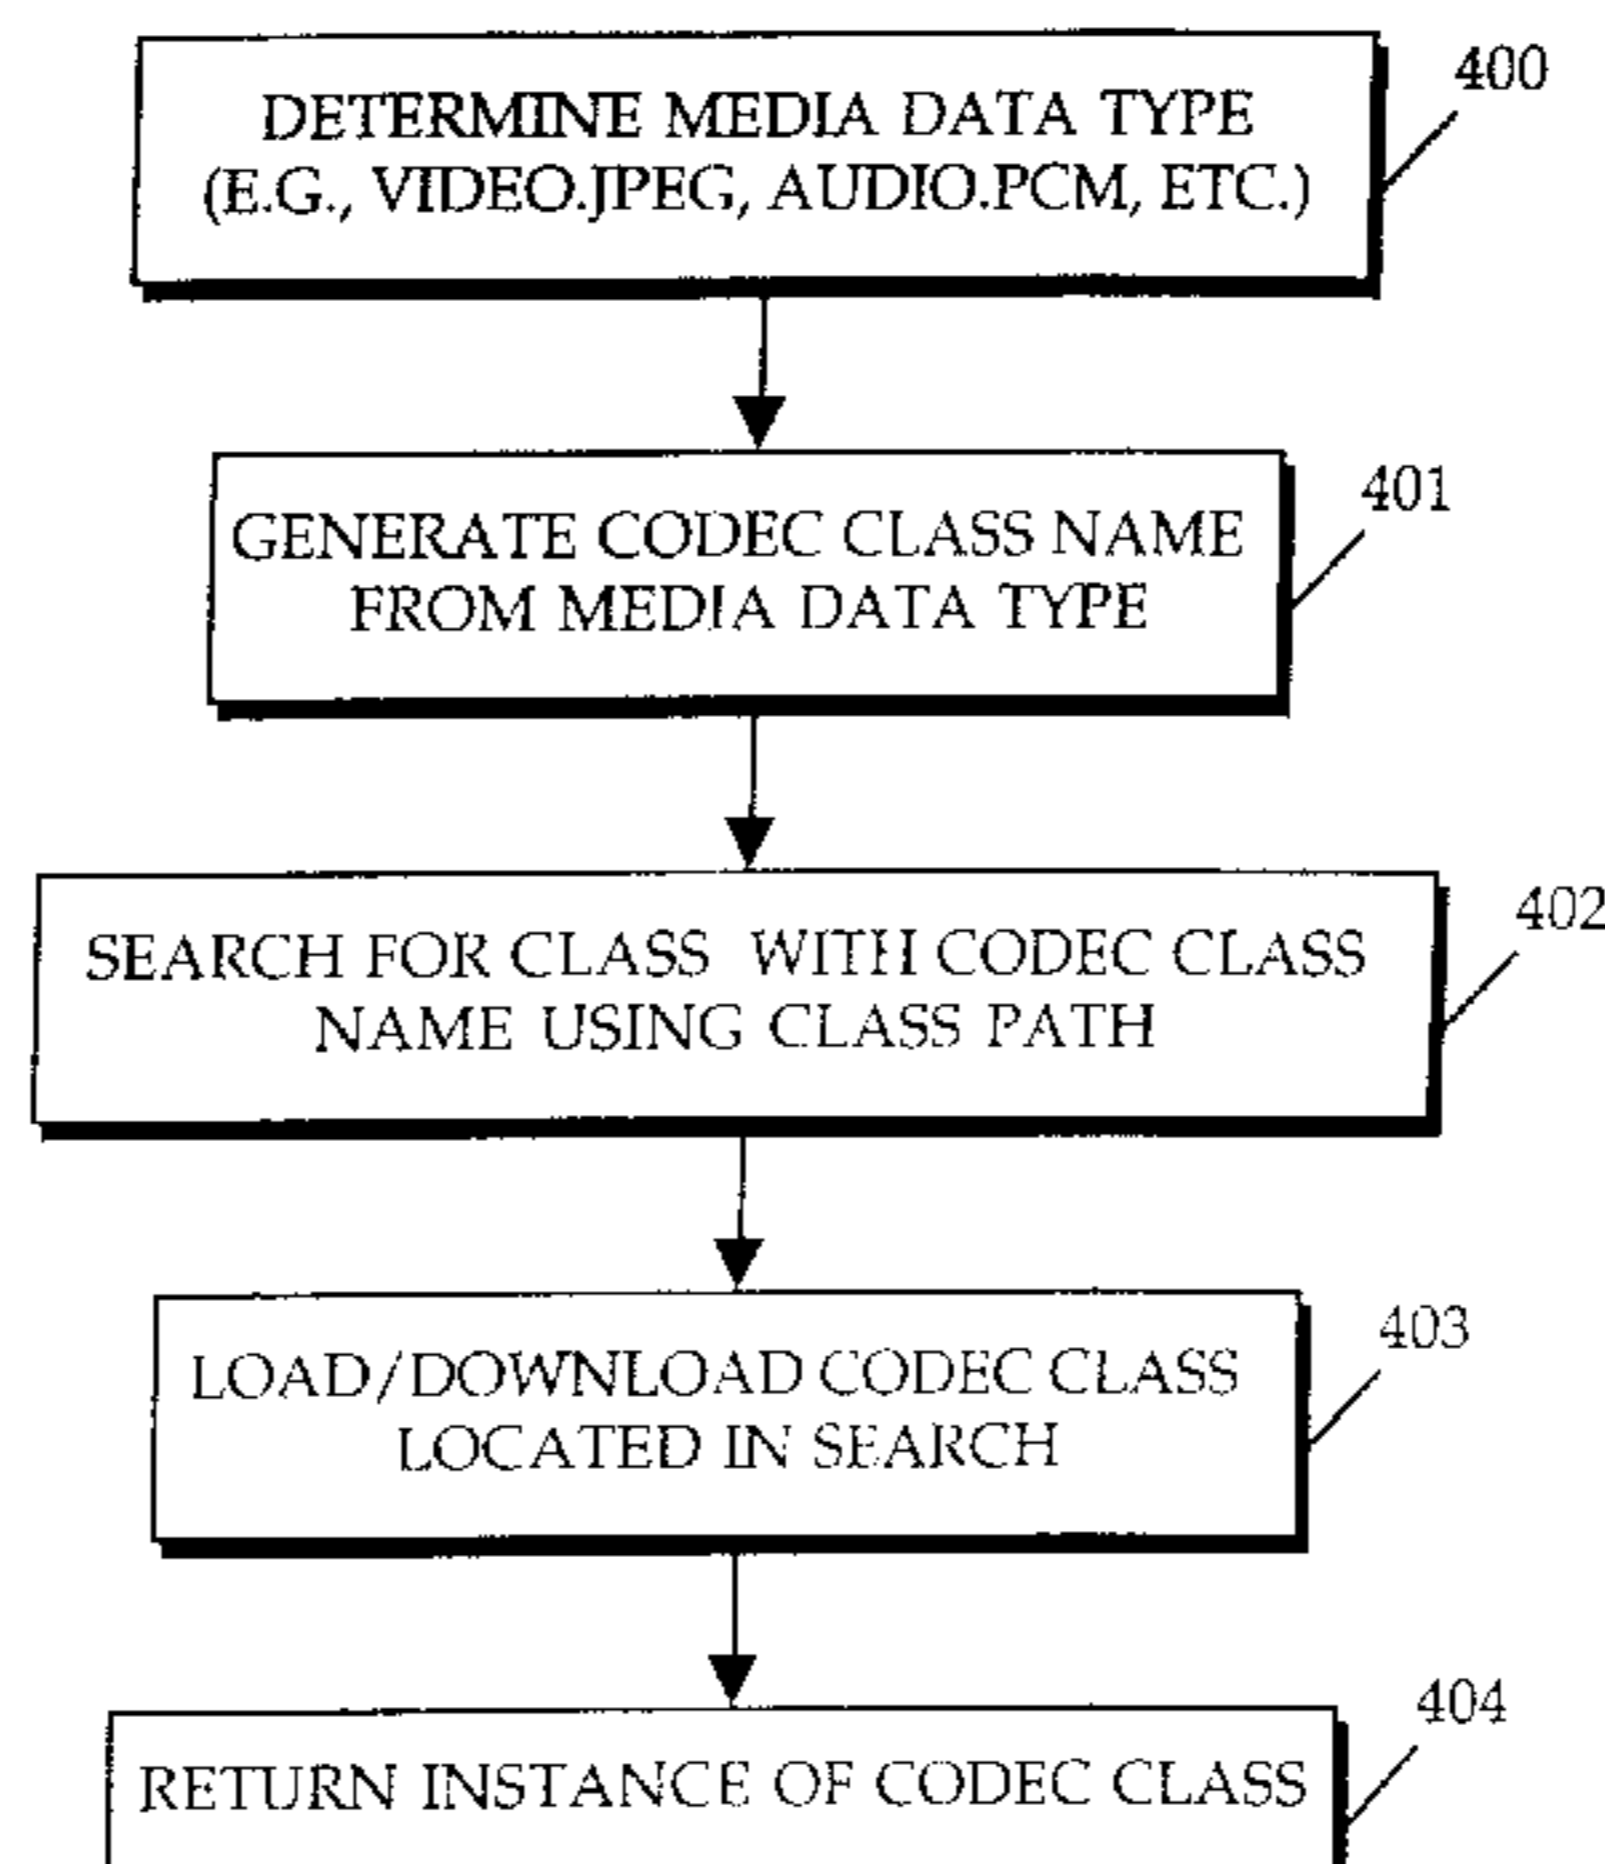 DETERMINE MEDIA DATA TYPE
(E.G., VIDEO.JPEG, AUDIO.PCM, ETC.)
400
GENERATE CODEC CLASS NAME
FROM MEDIA DATA TYPE
401
SEARCH FOR CLASS WITH CODEC CLASS
NAME USING CLASS PATH
402
LOAD/DOWNLOAD CODEC CLASS
LOCATED IN SEARCH
403
RETURN INSTANCE OF CODEC CLASS
404